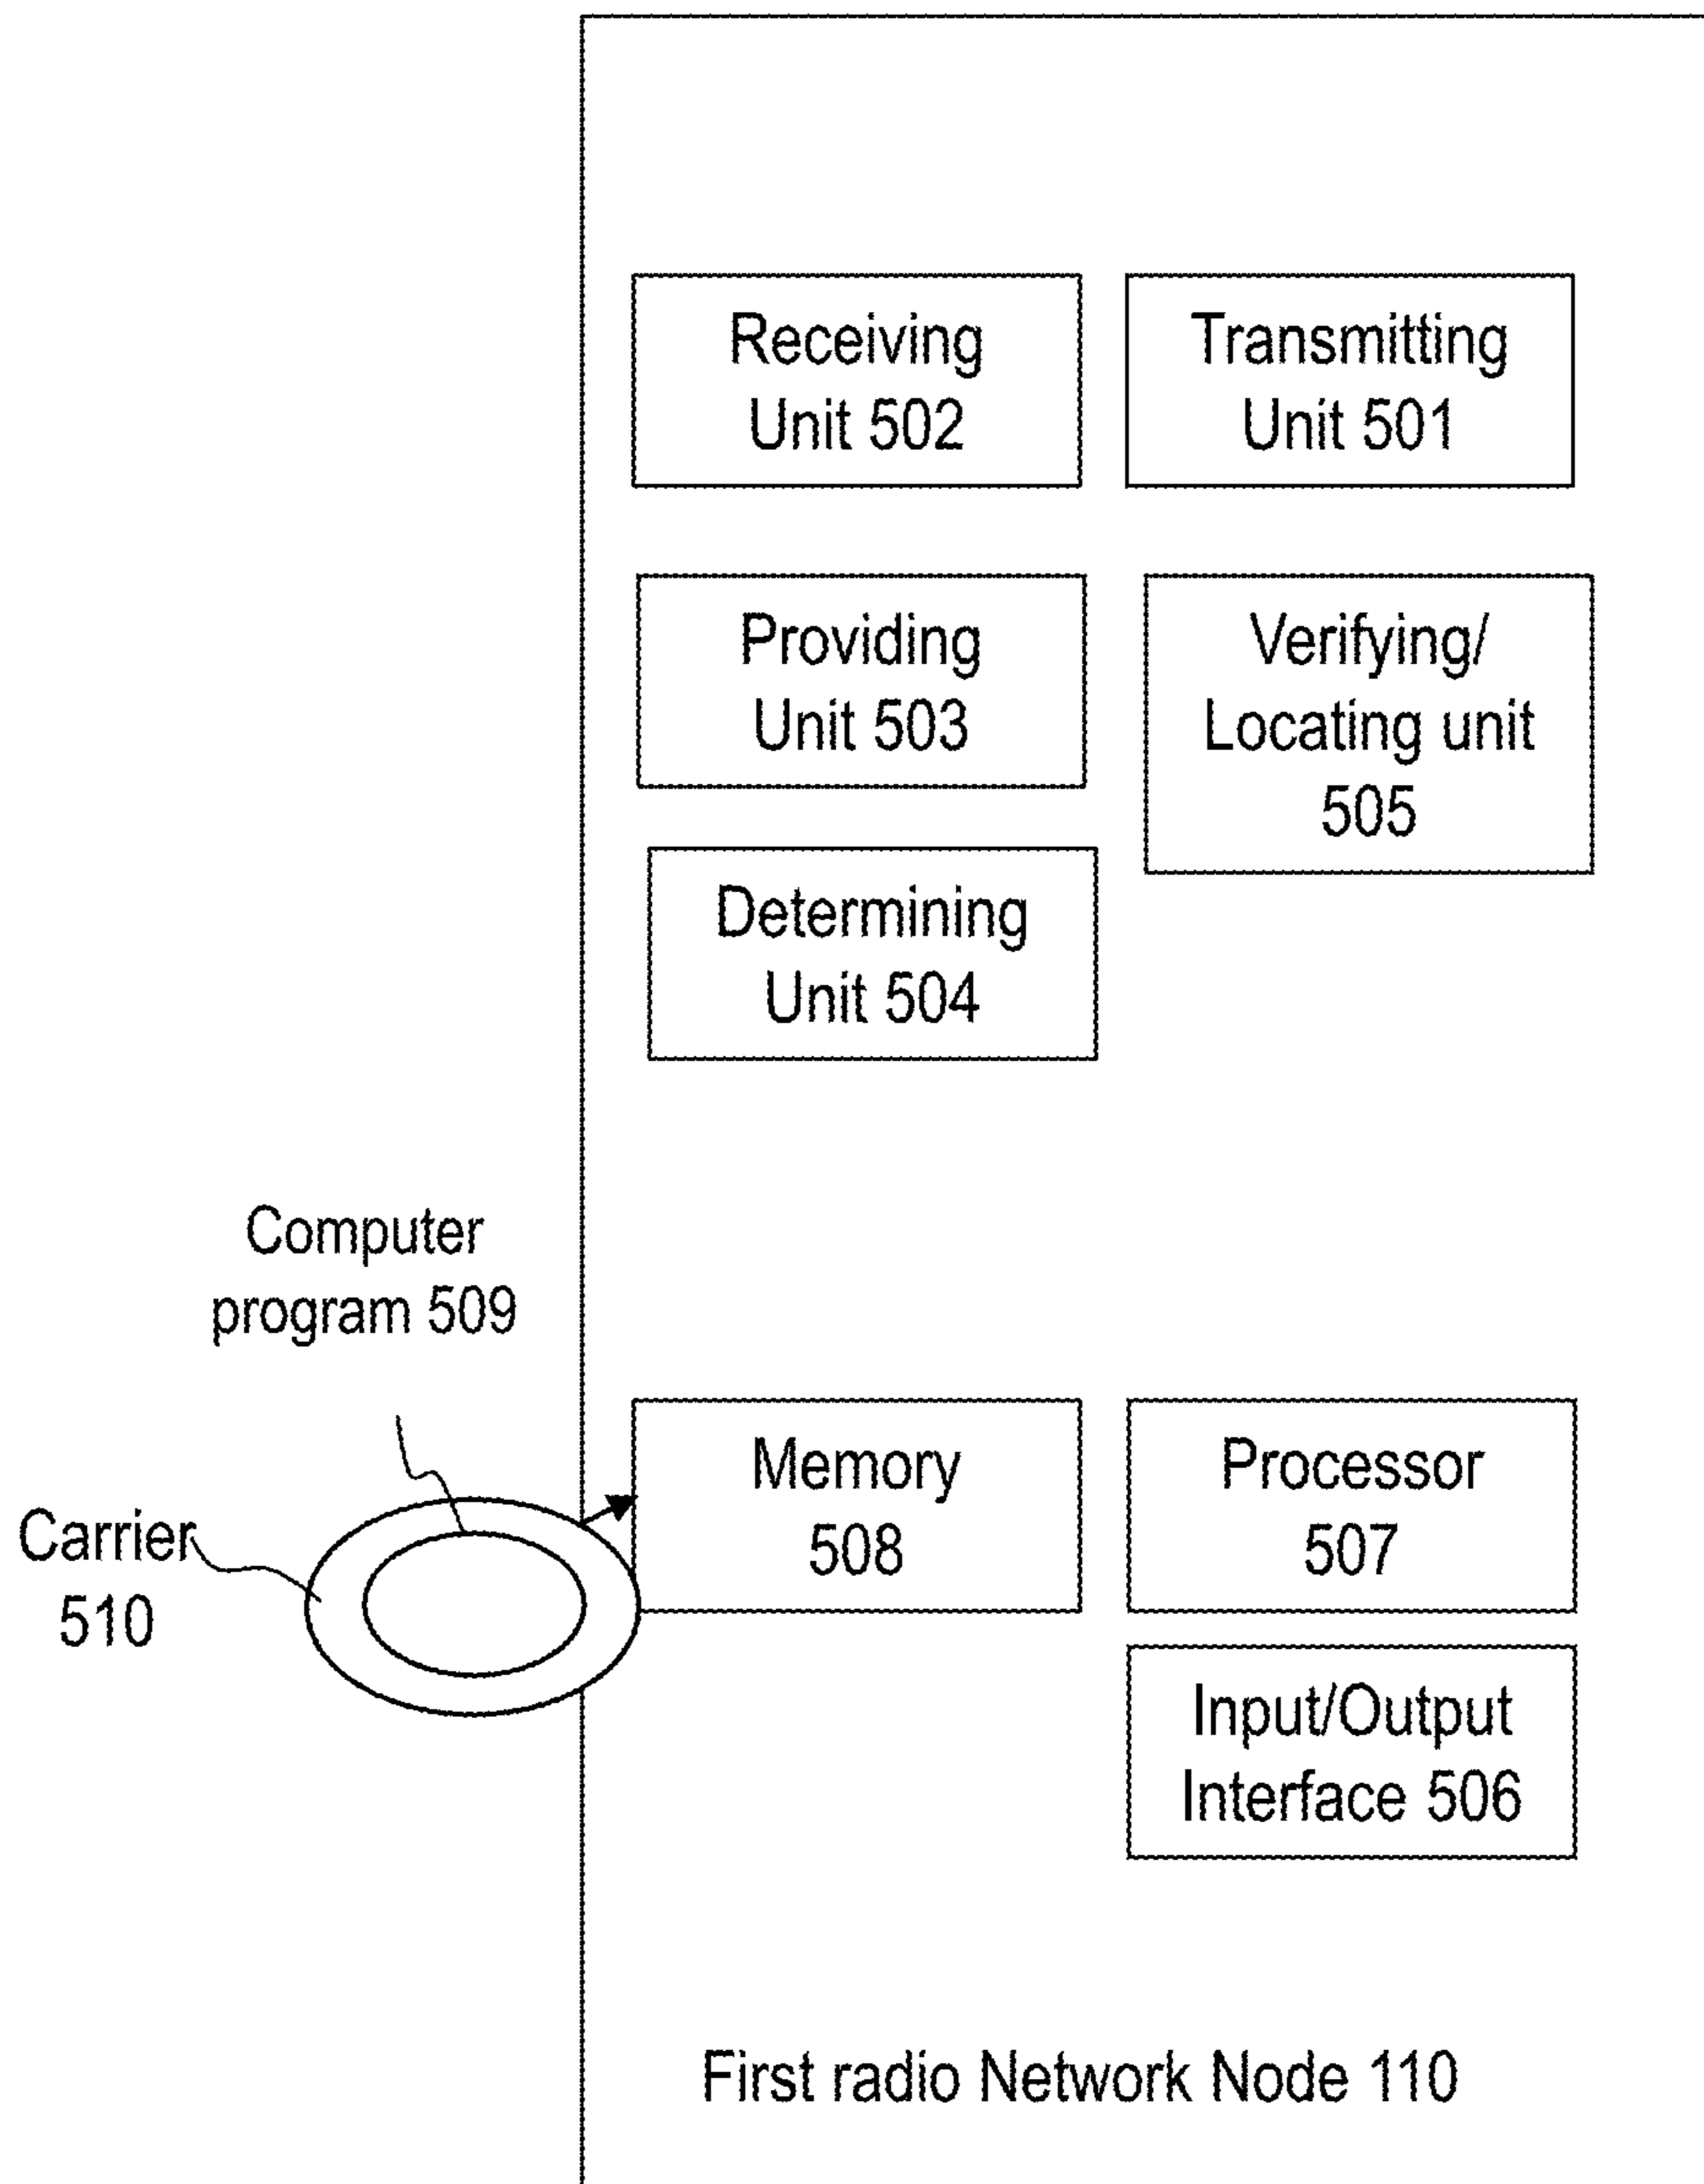 Receiving
Unit 502
Transmitting
Unit 501
Providing
Unit 503
Verifying/
Locating unit
505
Determining
Unit 504
Computer
program 509
Carrier
510
Memory
508
Processor
507
Input/Output
Interface 506
First radio Network Node 110